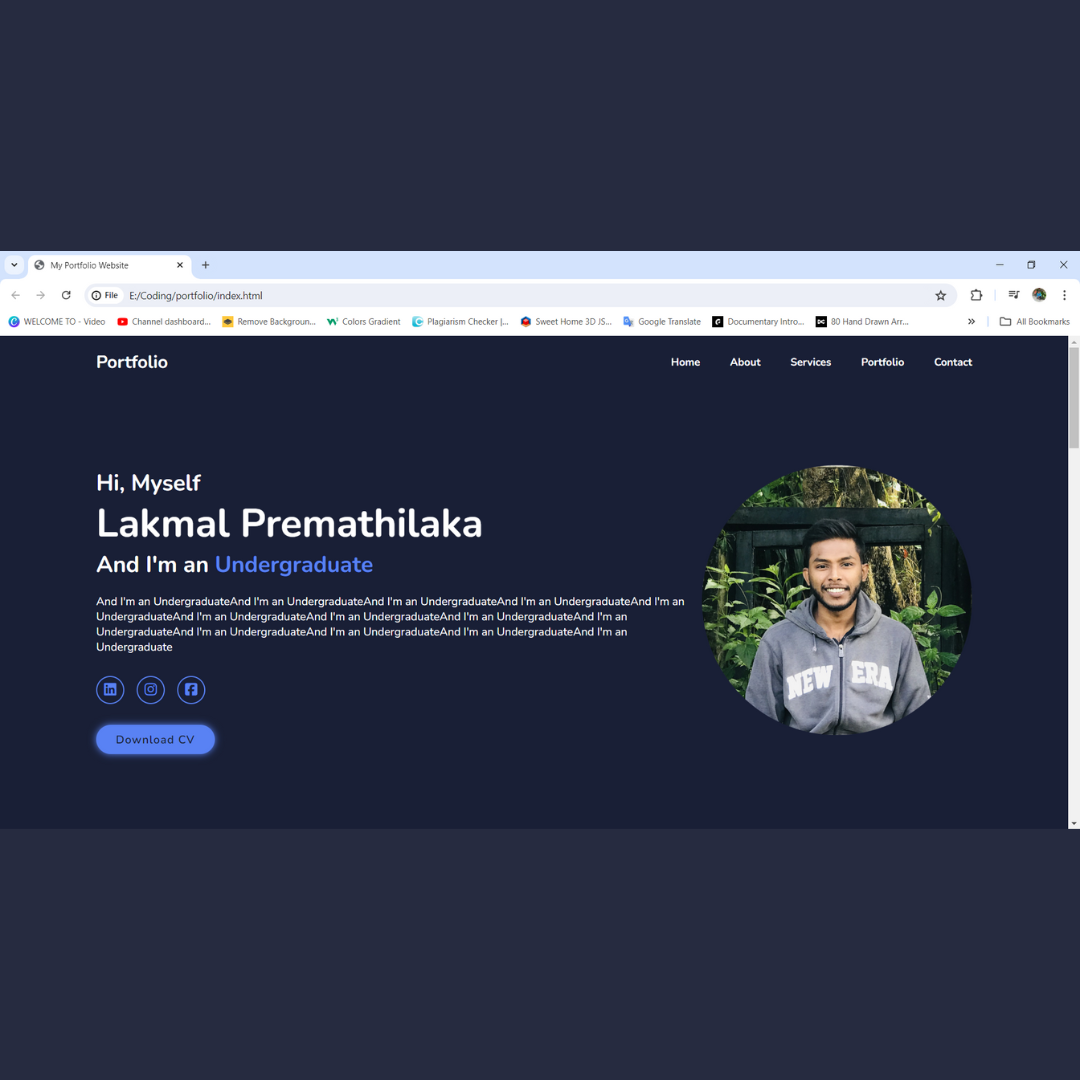 My Portfolio Website
File E:/Coding/portfolio/index.html
WELCOME TO - Video Channel dashboard... Remove Backgroun... Colors Gradient Plagiarism Checker |... Sweet Home 3D JS... Google Translate Documentary Intro... 80 Hand Drawn Arr... » All Bookmarks
Portfolio Home About Services Portfolio Contact
Hi, Myself
Lakmal Premathilaka
And I'm an Undergraduate
And I'm an UndergraduateAnd I'm an UndergraduateAnd I'm an UndergraduateAnd I'm an UndergraduateAnd I'm an
UndergraduateAnd I'm an UndergraduateAnd I'm an UndergraduateAnd I'm an UndergraduateAnd I'm an
UndergraduateAnd I'm an UndergraduateAnd I'm an UndergraduateAnd I'm an UndergraduateAnd I'm an
Undergraduate
Download CV
NEW ERA